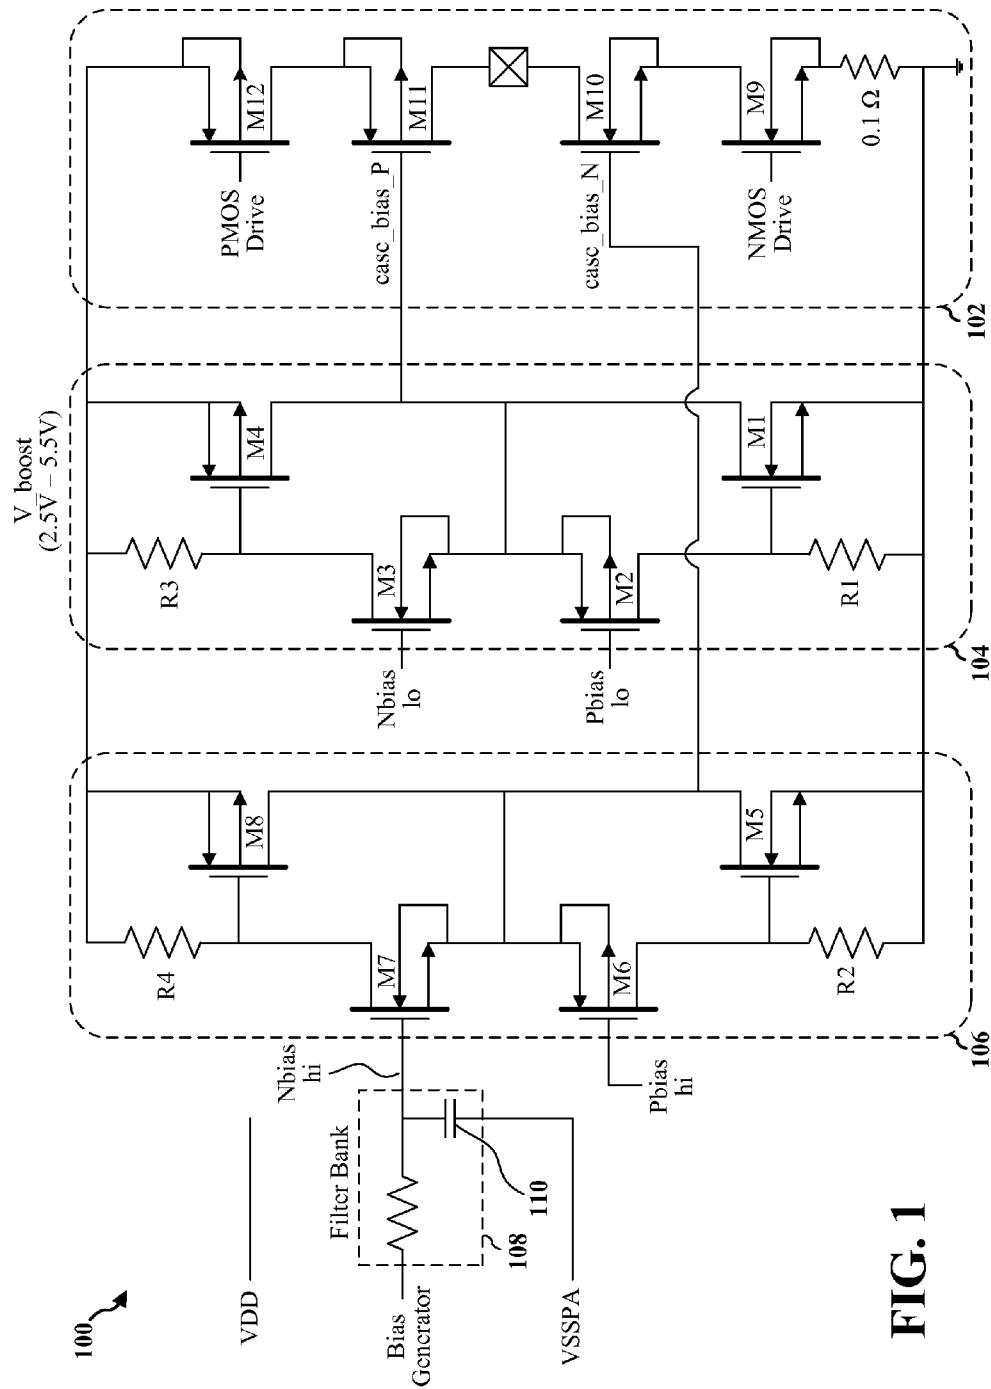 100
VDD
Bias
Generator
VSSPA
Filter Bank
108
110
Nbias
hi
Pbias
hi
R4
M8
M7
M6
M5
R2
106
V_boost
(2.5V – 5.5V)
R3
M4
M3
M2
M1
R1
Nbias
lo
Pbias
lo
104
PMOS
Drive
M12
casc_bias_P
M11
casc_bias_N
M10
NMOS
Drive
M9
0.1 Ω
102
FIG. 1